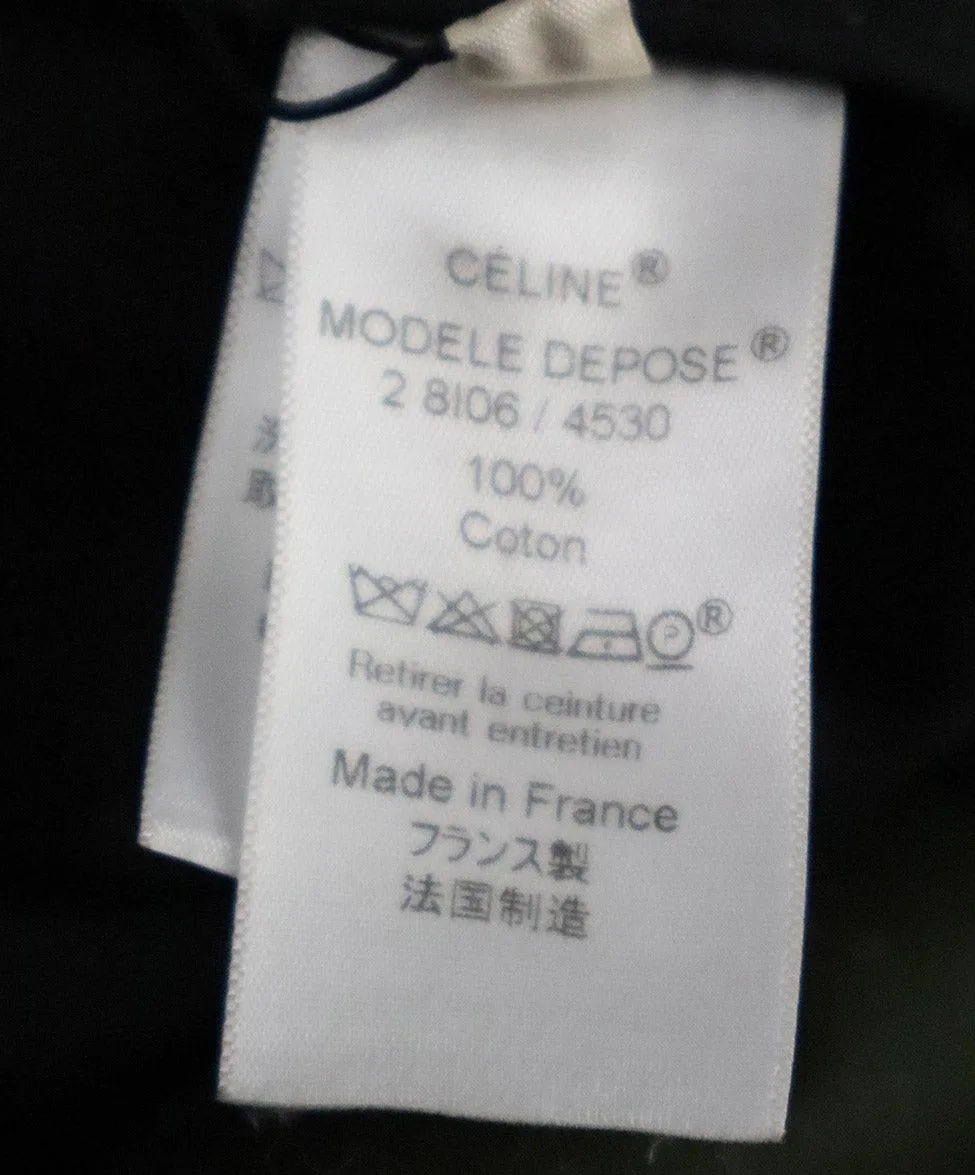 CÉLINE®
MODELE DEPOSE®
2 8I06 / 4530
100%
Coton
P ®
Retirer la ceinture
avant entretien
Made in France
フランス製
法国制造